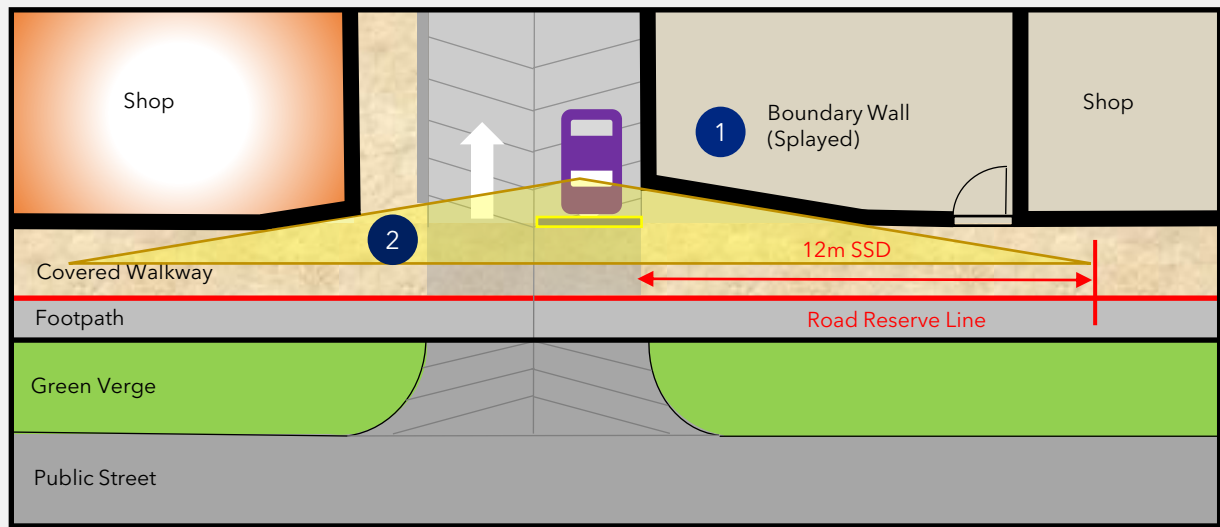 Shop
1
Boundary Wall
(Splayed)
Shop
2
12m SSD
Covered Walkway
Footpath
Road Reserve Line
Green Verge
Public Street